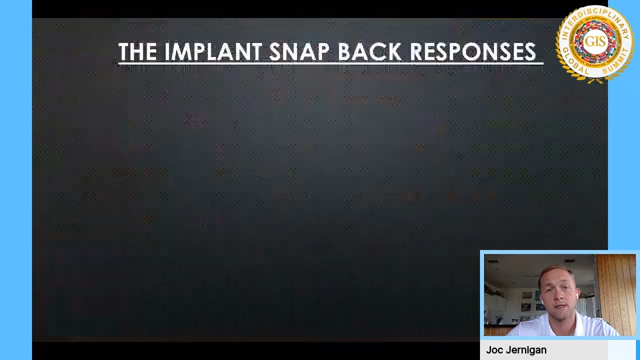 THE IMPLANT SNAP BACK RESPONSES
INTERDISCIPLINARY
GIS
GLOBAL SUMMIT
Joc Jernigan